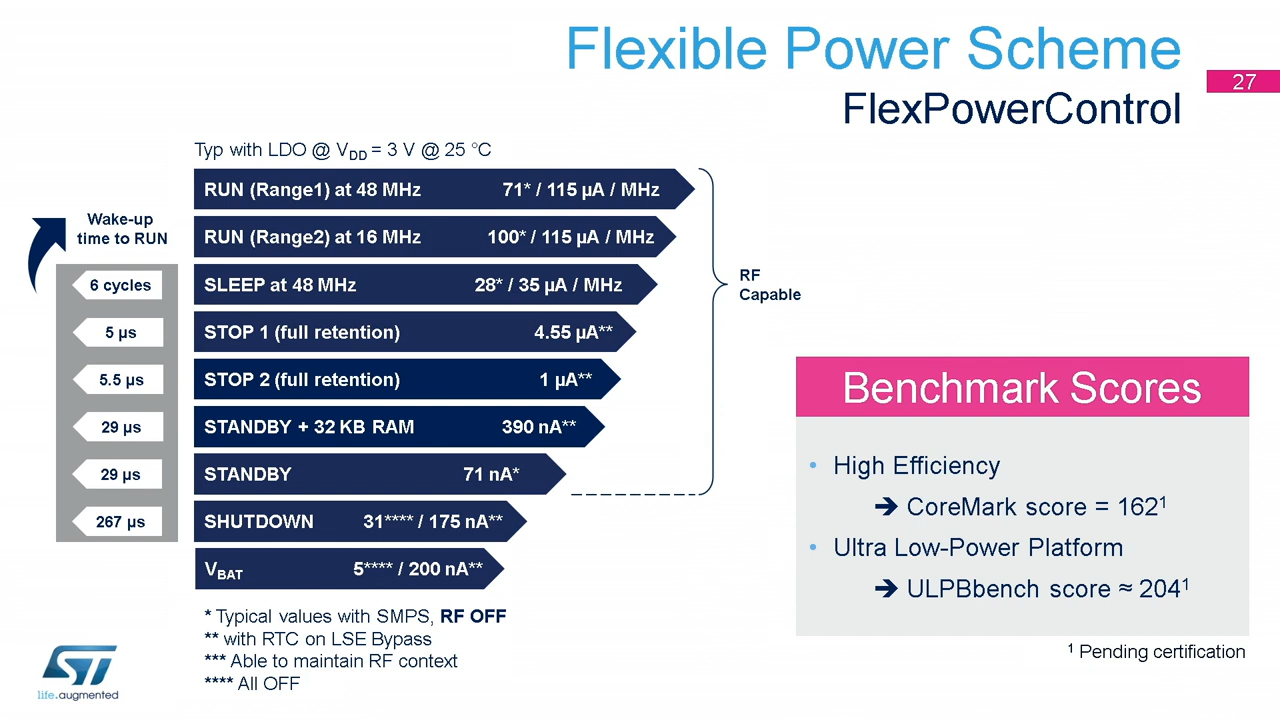 Flexible Power Scheme
27
FlexPowerControl
Typ with LDO @ VDD = 3 V @ 25 °C
Wake-up
time to RUN
RUN (Range1) at 48 MHz 71* / 115 µA / MHz
RUN (Range2) at 16 MHz 100* / 115 µA / MHz
6 cycles SLEEP at 48 MHz 28* / 35 µA / MHz
5 µs STOP 1 (full retention) 4.55 µA**
5.5 µs STOP 2 (full retention) 1 µA**
29 µs STANDBY + 32 KB RAM 390 nA**
29 µs STANDBY 71 nA*
267 µs SHUTDOWN 31**** / 175 nA**
VBAT 5**** / 200 nA**
RF
Capable
* Typical values with SMPS, RF OFF
** with RTC on LSE Bypass
*** Able to maintain RF context
**** All OFF
Benchmark Scores
• High Efficiency
➔ CoreMark score = 162¹
• Ultra Low-Power Platform
➔ ULPBbench score ≈ 204¹
¹ Pending certification
ST
life.augmented